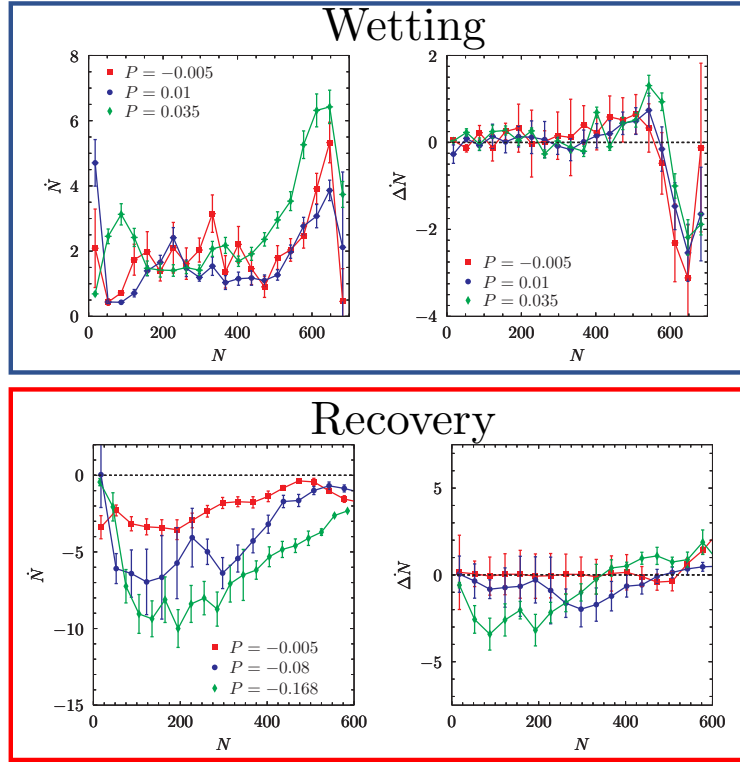 Wetting
8
6
4
2
0
0 200 400 600
N
Ṅ
P = −0.005
P = 0.01
P = 0.035
2
0
−2
−4
0 200 400 600
N
ΔṄ
P = −0.005
P = 0.01
P = 0.035
Recovery
0
−5
−10
−15
0 200 400 600
N
Ṅ
P = −0.005
P = −0.08
P = −0.168
5
0
−5
0 200 400 600
N
ΔṄ